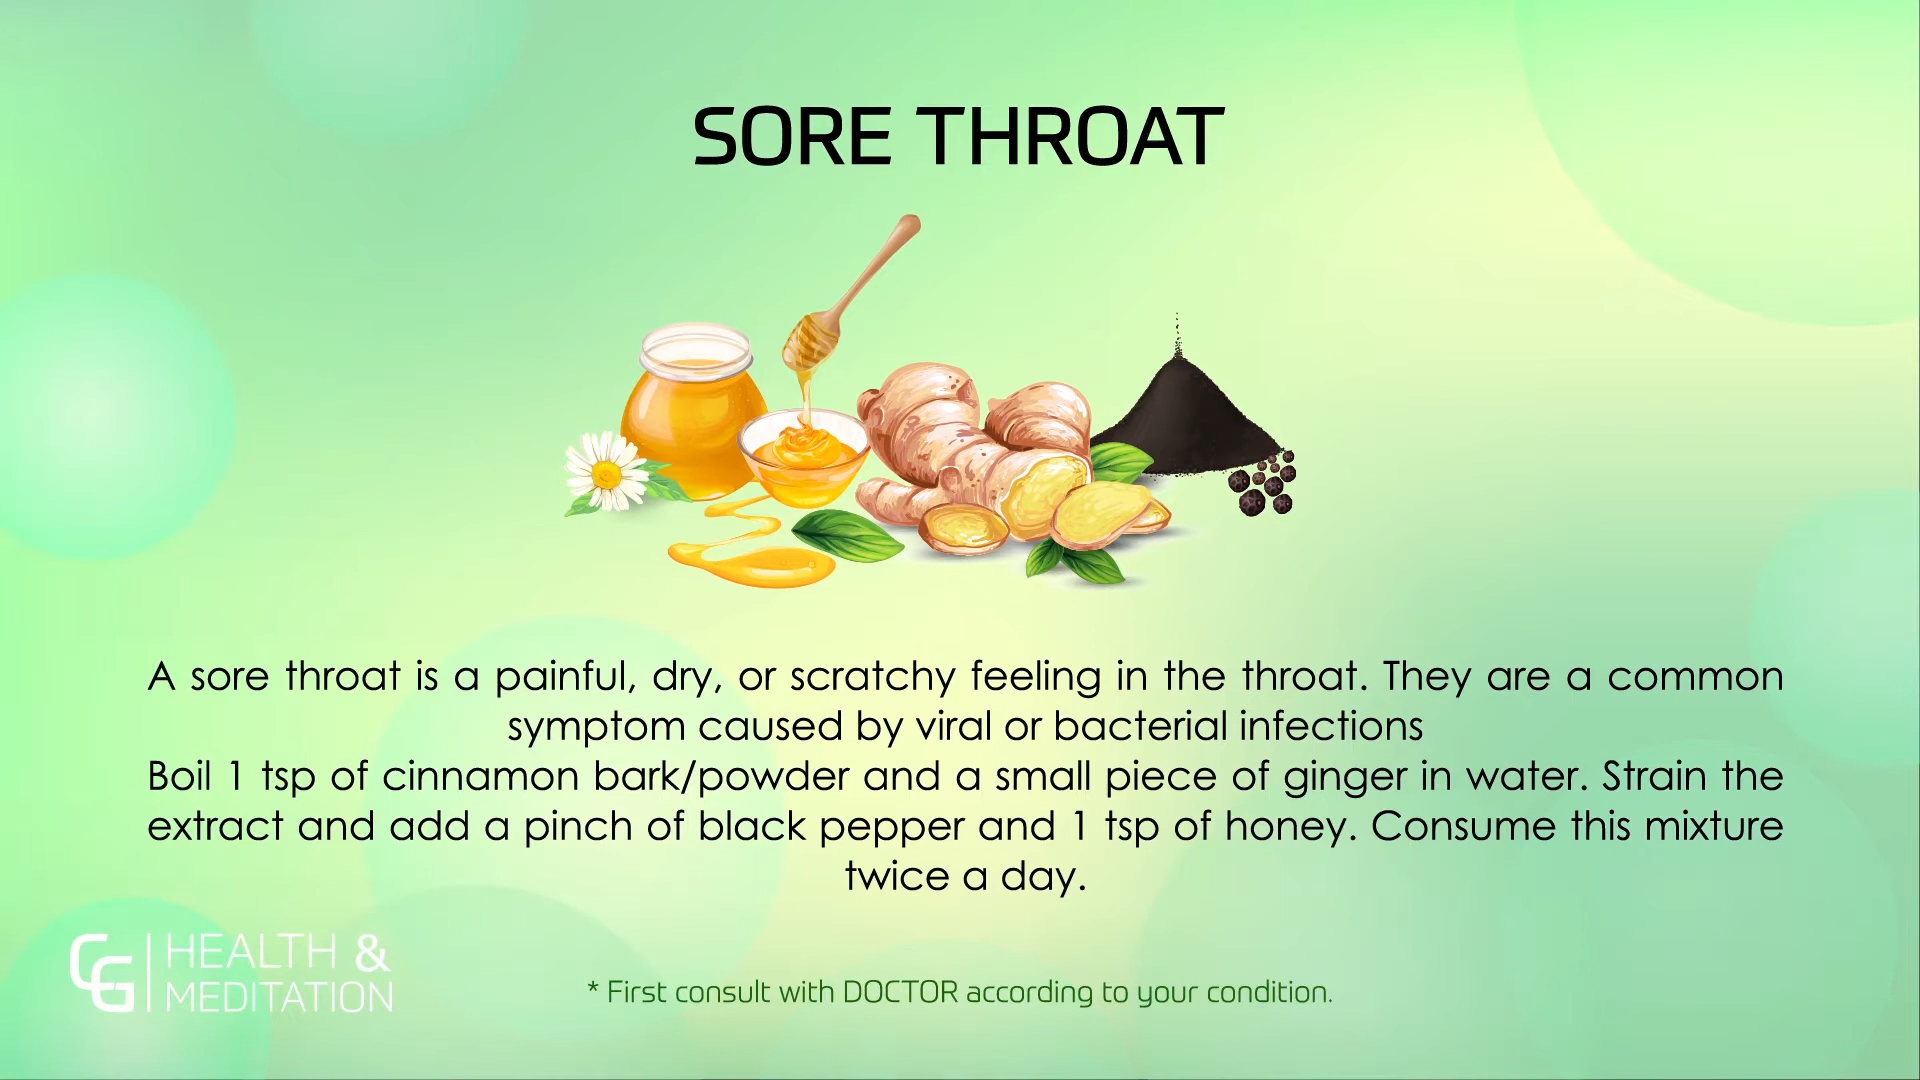 SORE THROAT
A sore throat is a painful, dry, or scratchy feeling in the throat. They are a common
symptom caused by viral or bacterial infections
Boil 1 tsp of cinnamon bark/powder and a small piece of ginger in water. Strain the
extract and add a pinch of black pepper and 1 tsp of honey. Consume this mixture
twice a day.
CG HEALTH &
MEDITATION
* First consult with DOCTOR according to your condition.